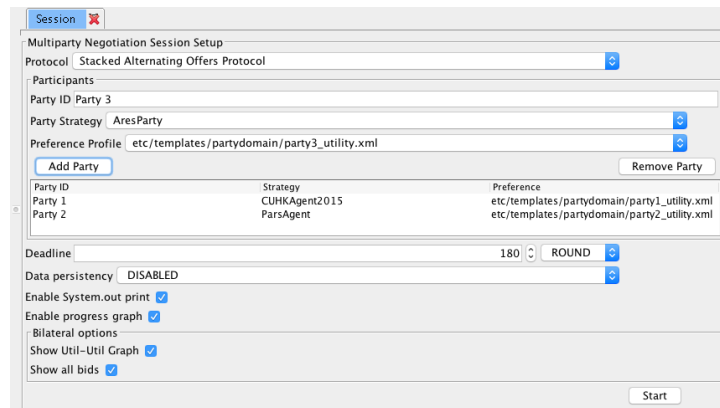 Session
Multiparty Negotiation Session Setup
Protocol Stacked Alternating Offers Protocol
Participants
Party ID Party 3
Party Strategy AresParty
Preference Profile etc/templates/partydomain/party3_utility.xml
Add Party Remove Party
Party ID Strategy Preference
Party 1 CUHKAgent2015 etc/templates/partydomain/party1_utility.xml
Party 2 ParsAgent etc/templates/partydomain/party2_utility.xml
Deadline 180 ROUND
Data persistency DISABLED
Enable System.out print
Enable progress graph
Bilateral options
Show Util-Util Graph
Show all bids
Start